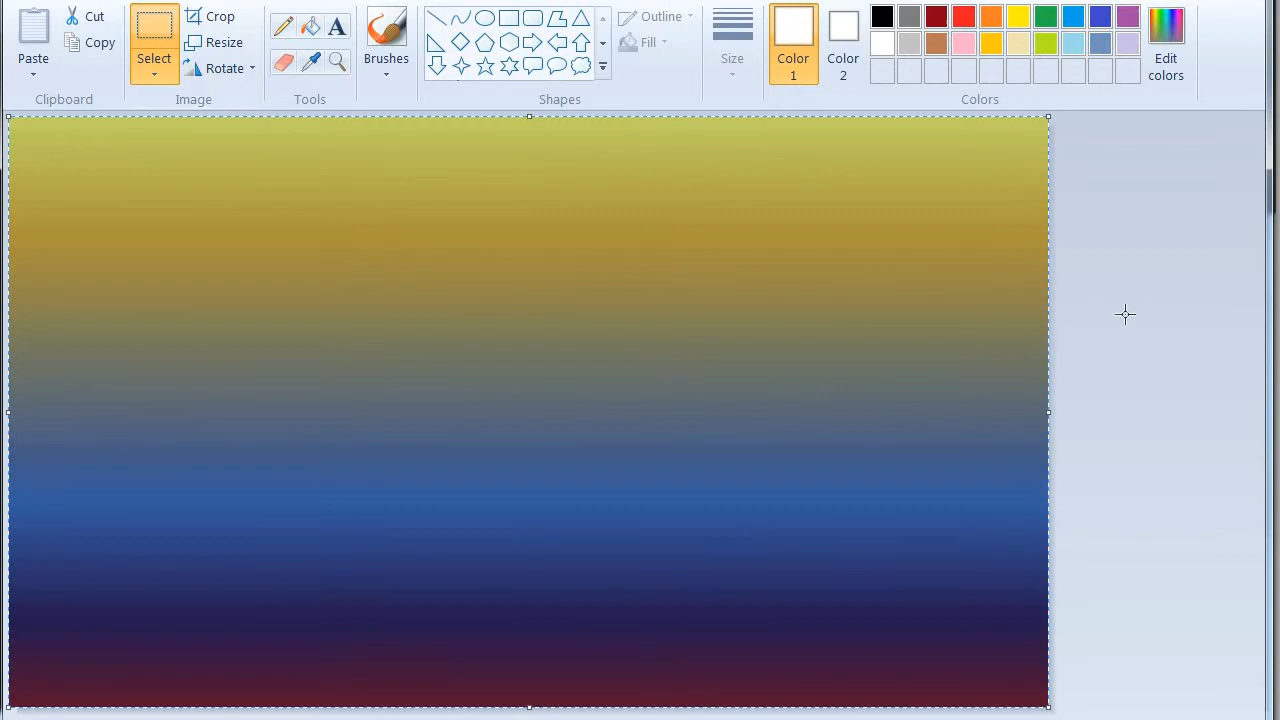 Paste
Cut
Copy
Clipboard
Select
Crop
Resize
Rotate
Image
A
Tools
Brushes
Outline
Fill
Shapes
Size
Color
1
Color
2
Edit
colors
Colors